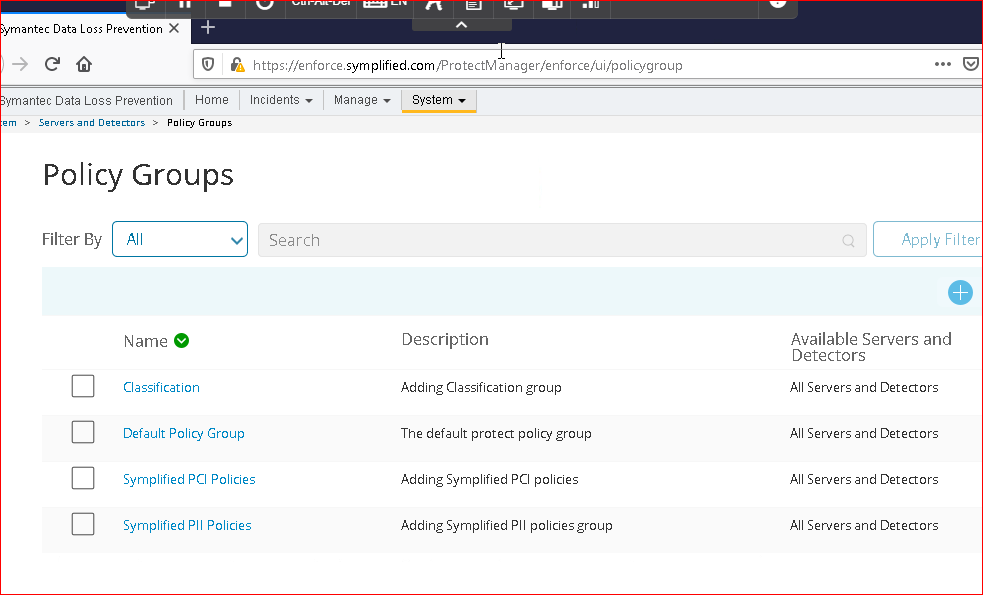 Ctrl-Alt-Del EN
Symantec Data Loss Prevention
https://enforce.symplified.com/ProtectManager/enforce/ui/policygroup
Symantec Data Loss Prevention Home Incidents Manage System
tem > Servers and Detectors > Policy Groups
Policy Groups
Filter By All Search Apply Filter
Name Description Available Servers and
Detectors
Classification Adding Classification group All Servers and Detectors
Default Policy Group The default protect policy group All Servers and Detectors
Symplified PCI Policies Adding Symplified PCI policies All Servers and Detectors
Symplified PII Policies Adding Symplified PII policies group All Servers and Detectors